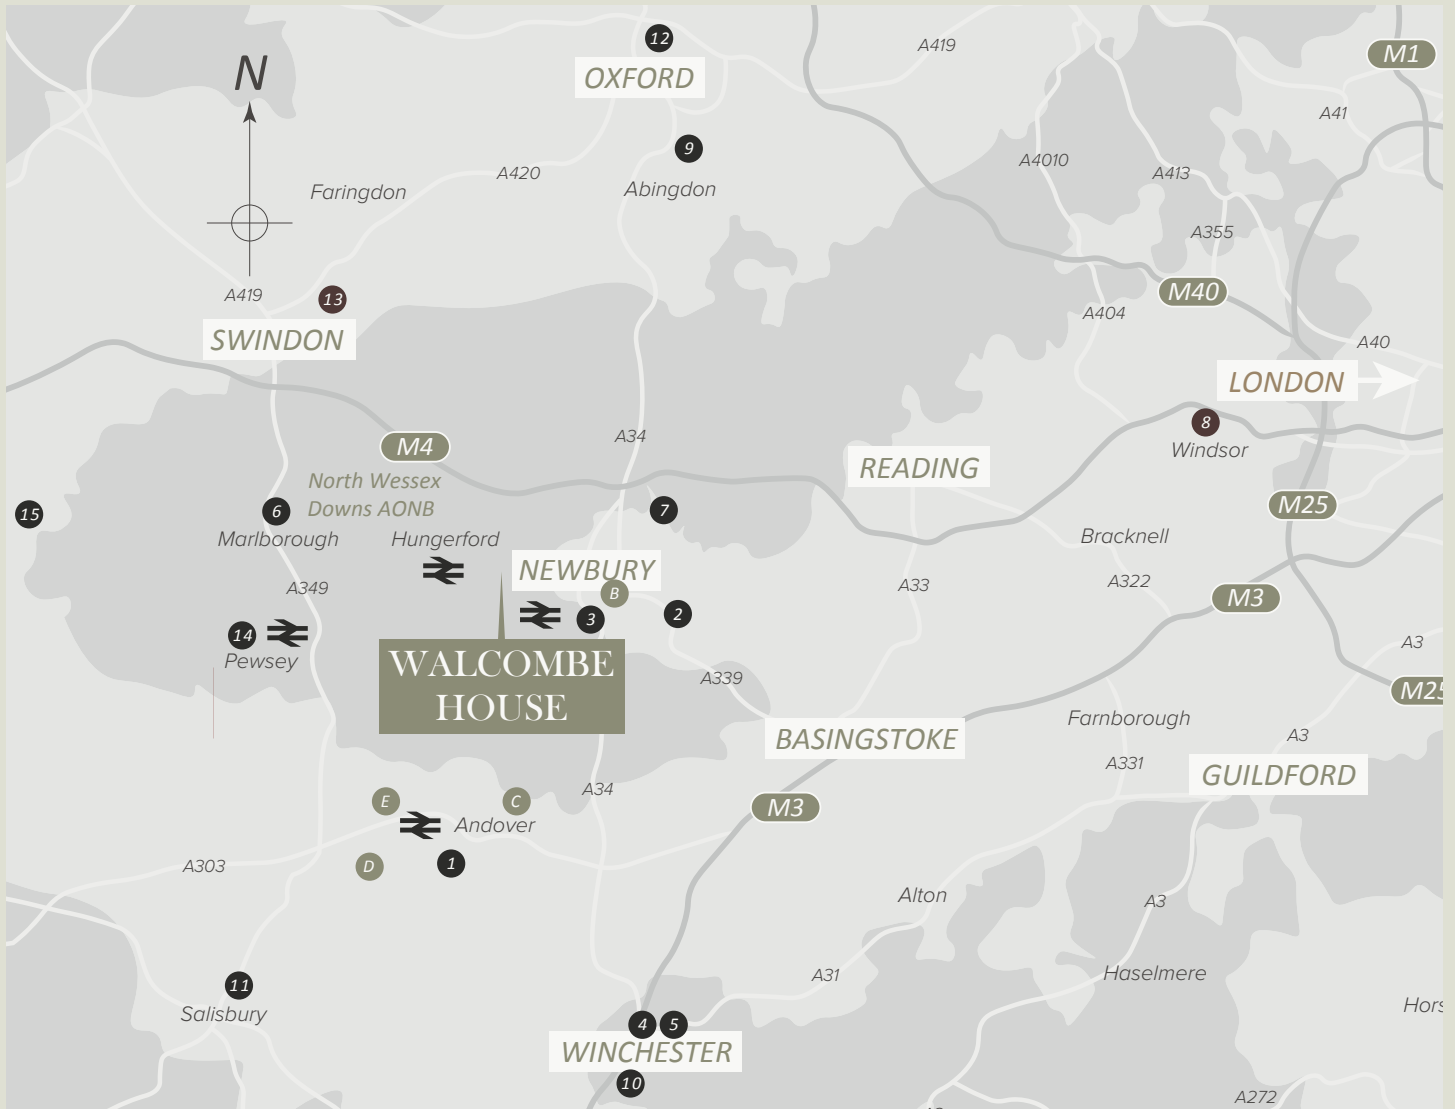 12
A419
M1
OXFORD
N
A41
9
A4010
A413
A420
Faringdon
Abingdon
A355
A419
13
M40
A404
SWINDON
A40
LONDON
8
A34
M4
Windsor
READING
North Wessex
Downs AONB
M25
15
6
7
Marlborough
Hungerford
Bracknell
NEWBURY
A349
A33
A322
B
M3
3
2
14
A3
Pewsey
WALCOMBE
HOUSE
A339
M25
Farnborough
BASINGSTOKE
A3
A331
GUILDFORD
A34
E
C
M3
Andover
A303
D
1
Alton
A3
A31
Haselmere
11
Salisbury
Hors
4
5
WINCHESTER
10
A272